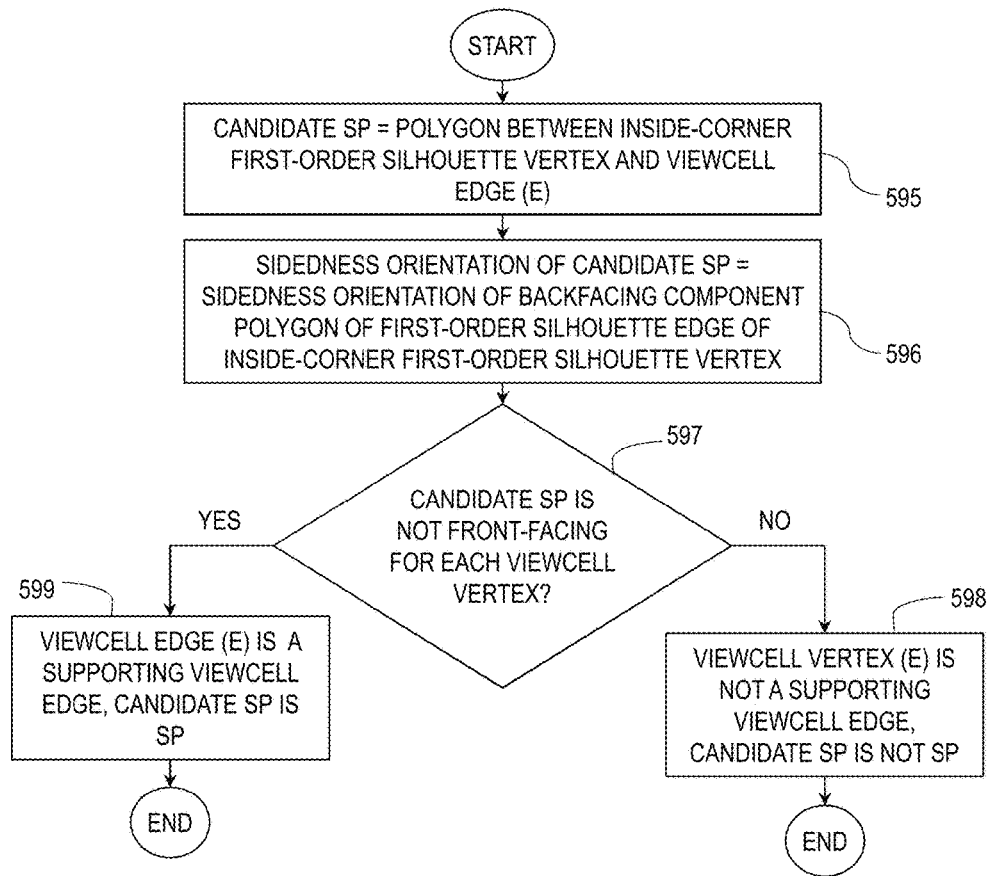 START
CANDIDATE SP = POLYGON BETWEEN INSIDE-CORNER
FIRST-ORDER SILHOUETTE VERTEX AND VIEWCELL
EDGE (E)
595
SIDEDNESS ORIENTATION OF CANDIDATE SP =
SIDEDNESS ORIENTATION OF BACKFACING COMPONENT
POLYGON OF FIRST-ORDER SILHOUETTE EDGE OF
INSIDE-CORNER FIRST-ORDER SILHOUETTE VERTEX
596
597
CANDIDATE SP IS
NOT FRONT-FACING
FOR EACH VIEWCELL
VERTEX?
YES
NO
599
VIEWCELL EDGE (E) IS A
SUPPORTING VIEWCELL
EDGE, CANDIDATE SP IS
SP
END
598
VIEWCELL VERTEX (E) IS
NOT A SUPPORTING
VIEWCELL EDGE,
CANDIDATE SP IS NOT SP
END